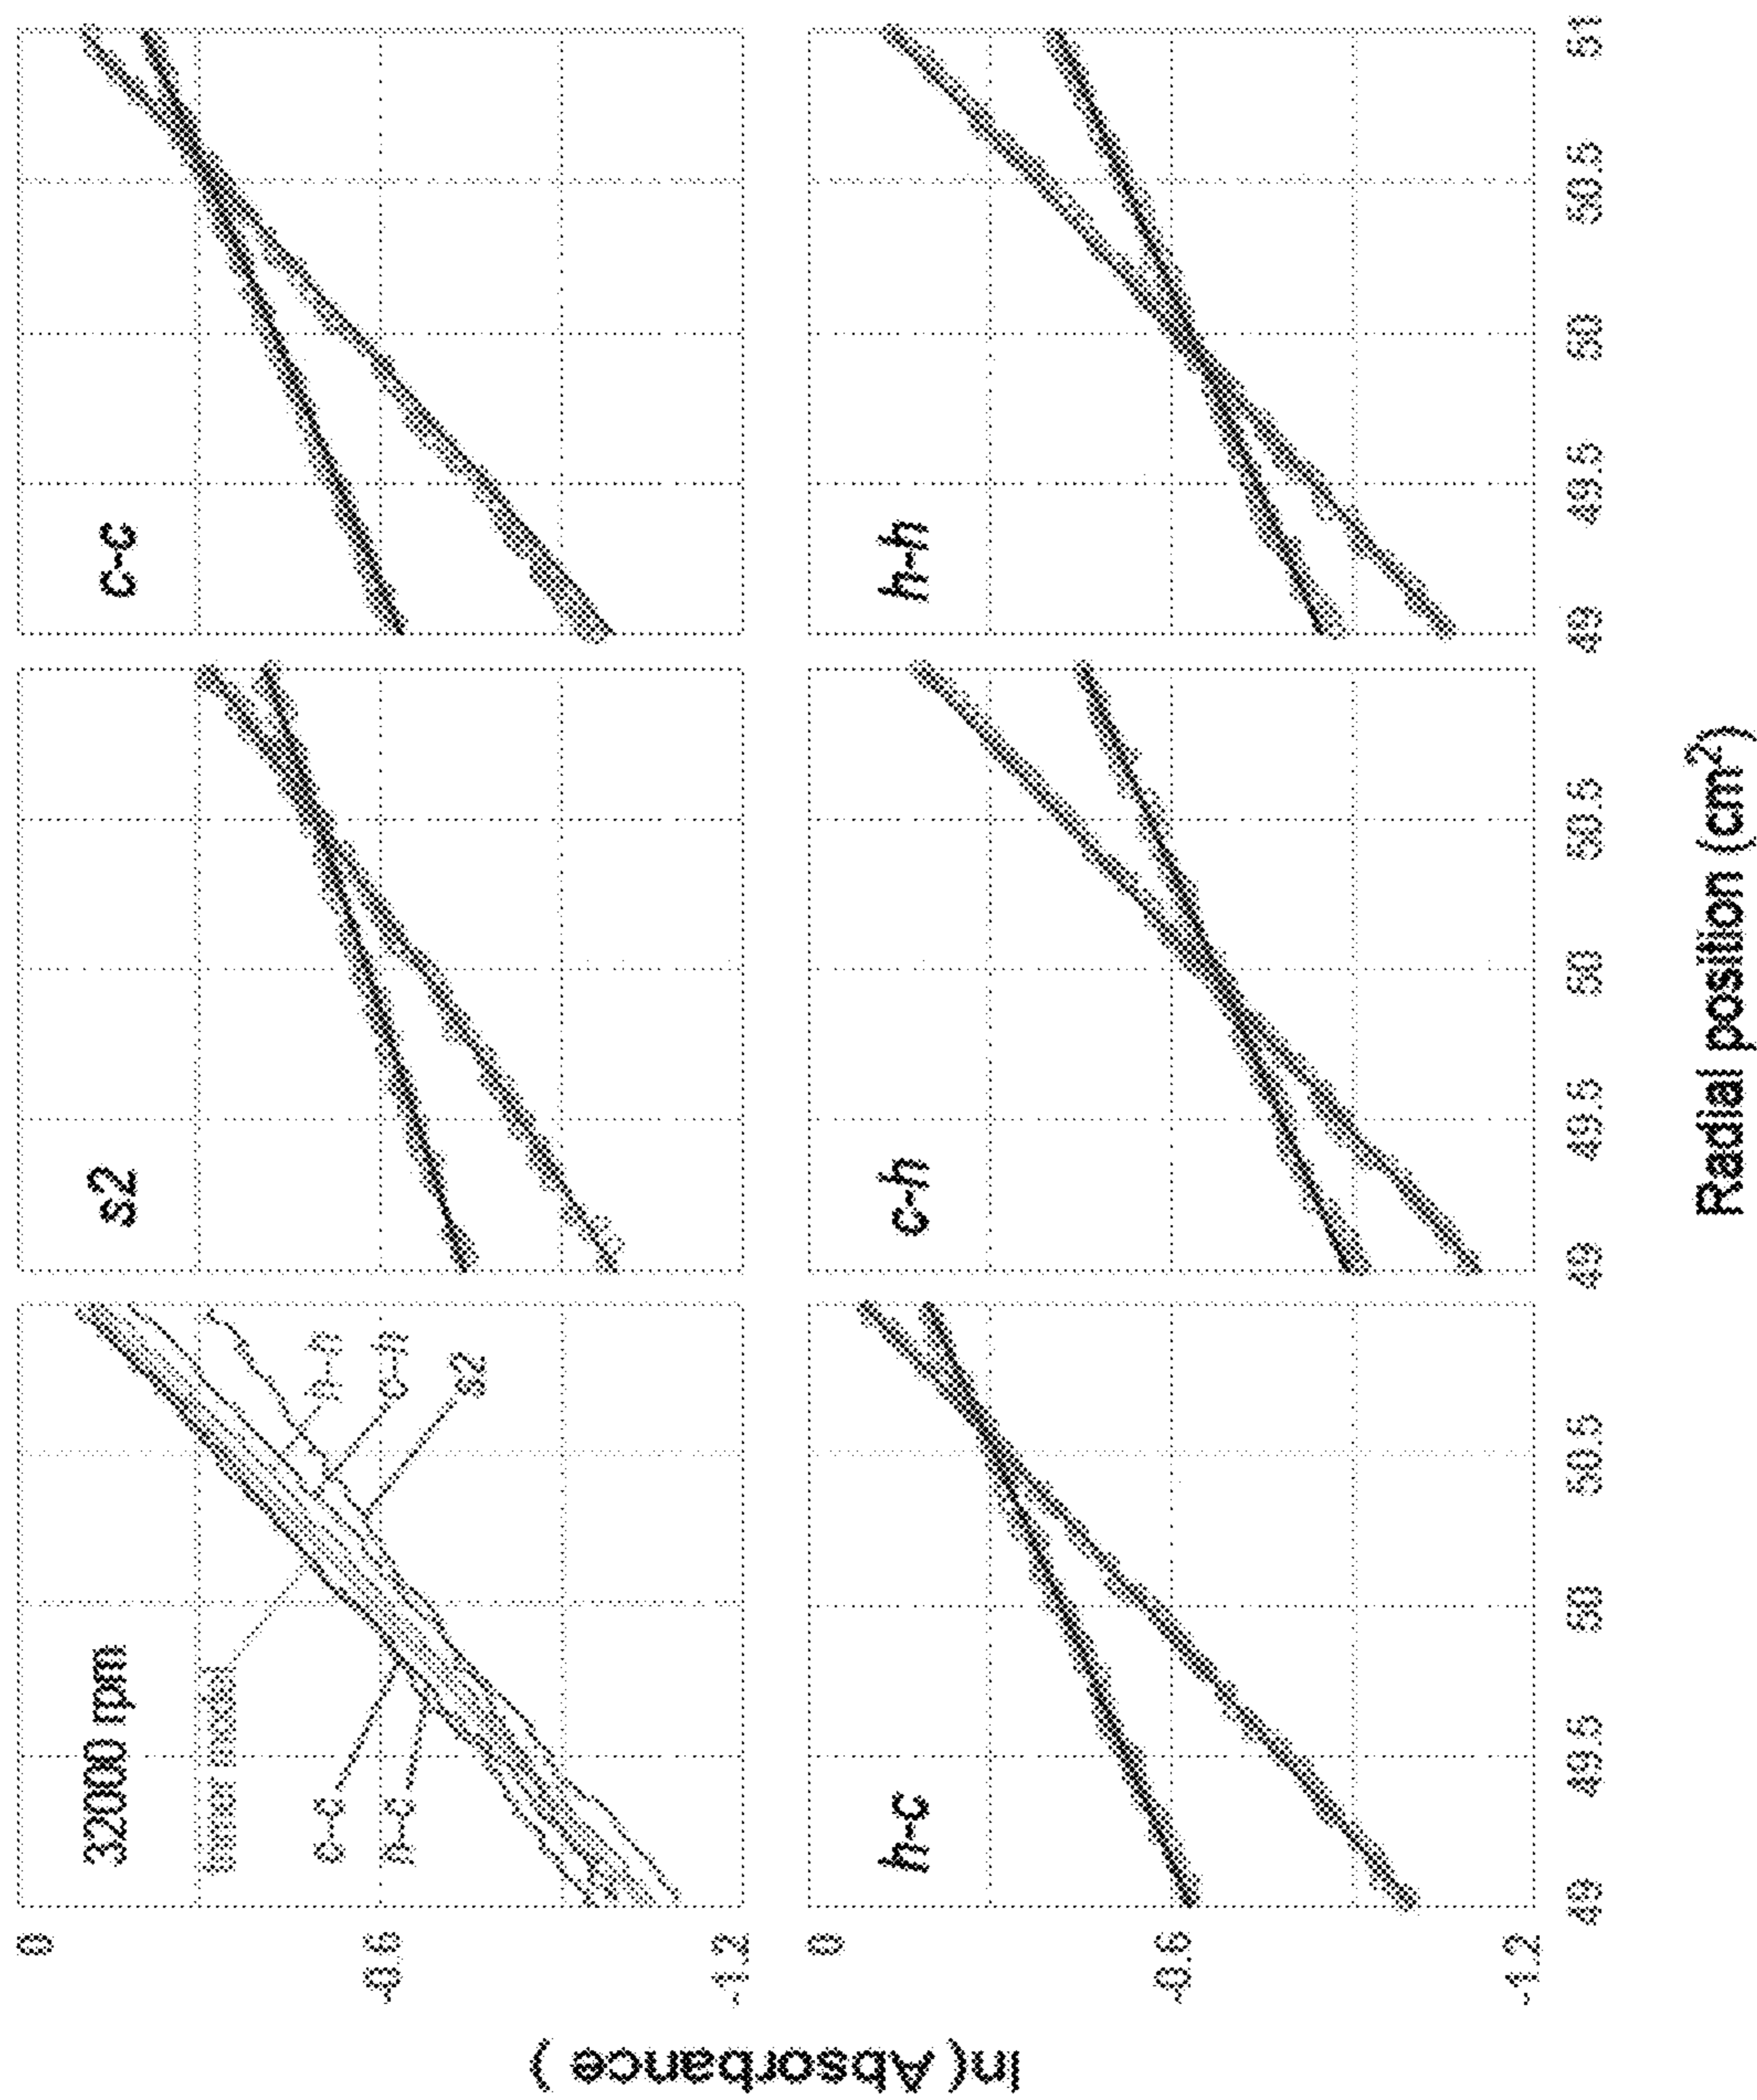 32000 rpm
linear model
c-c
h-c
h-h
c-h
s2
s2
c-c
0
-0.6
-1.2
h-c
c-h
h-h
0
-0.6
-1.2
49 49.5 50 50.5 49 49.5 50 50.5 49 49.5 50 50.5 51
Radial position (cm²)
ln(Absorbance )